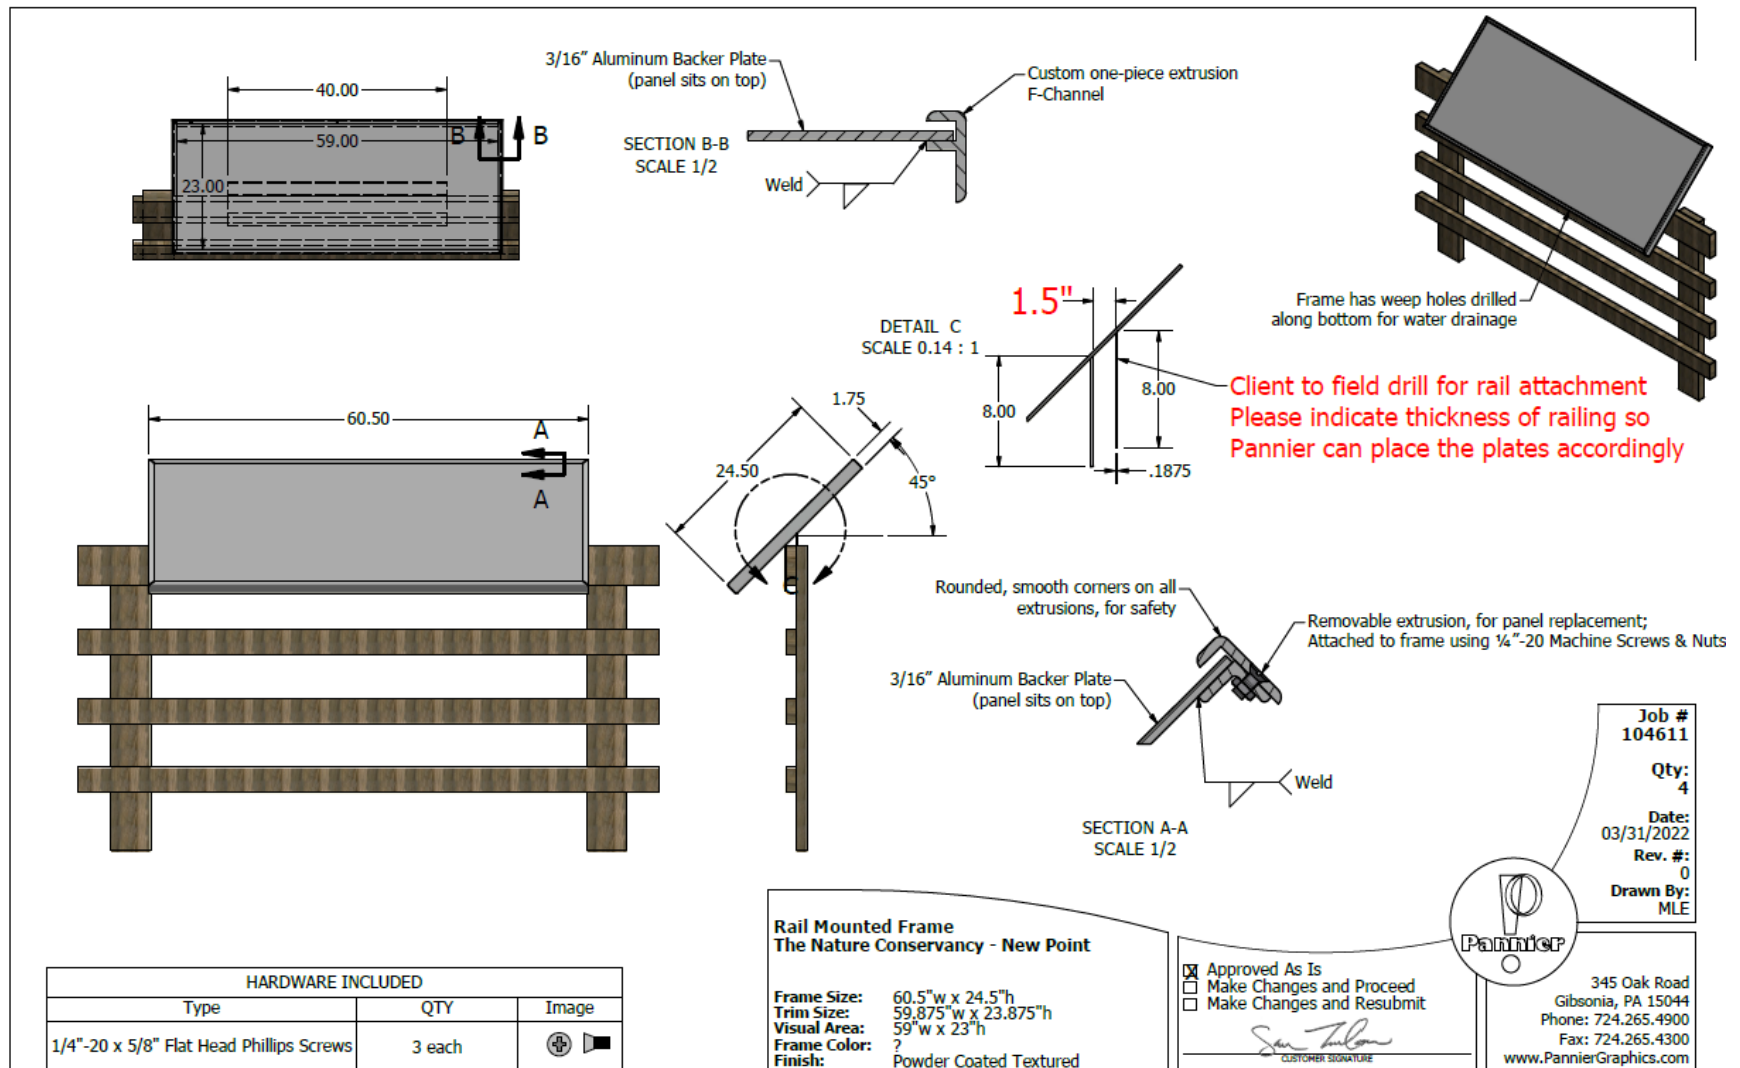 40.00
59.00
23.00
B
B
3/16" Aluminum Backer Plate
(panel sits on top)
SECTION B-B
SCALE 1/2
Weld
Custom one-piece extrusion
F-Channel
Frame has weep holes drilled
along bottom for water drainage
1.5"
DETAIL C
SCALE 0.14 : 1
8.00
8.00
.1875
Client to field drill for rail attachment
Please indicate thickness of railing so
Pannier can place the plates accordingly
60.50
A
A
24.50
1.75
45°
C
Rounded, smooth corners on all
extrusions, for safety
Removable extrusion, for panel replacement;
Attached to frame using ¼"-20 Machine Screws & Nuts
3/16" Aluminum Backer Plate
(panel sits on top)
Weld
SECTION A-A
SCALE 1/2
Job #
104611
Qty:
4
Date:
03/31/2022
Rev. #:
0
Drawn By:
MLE
Pannier
HARDWARE INCLUDED
Type QTY Image
1/4"-20 x 5/8" Flat Head Phillips Screws 3 each
Rail Mounted Frame
The Nature Conservancy - New Point
Frame Size: 60.5"w x 24.5"h
Trim Size: 59.875"w x 23.875"h
Visual Area: 59"w x 23"h
Frame Color: ?
Finish: Powder Coated Textured
X Approved As Is
Make Changes and Proceed
Make Changes and Resubmit
CUSTOMER SIGNATURE
345 Oak Road
Gibsonia, PA 15044
Phone: 724.265.4900
Fax: 724.265.4300
www.PannierGraphics.com